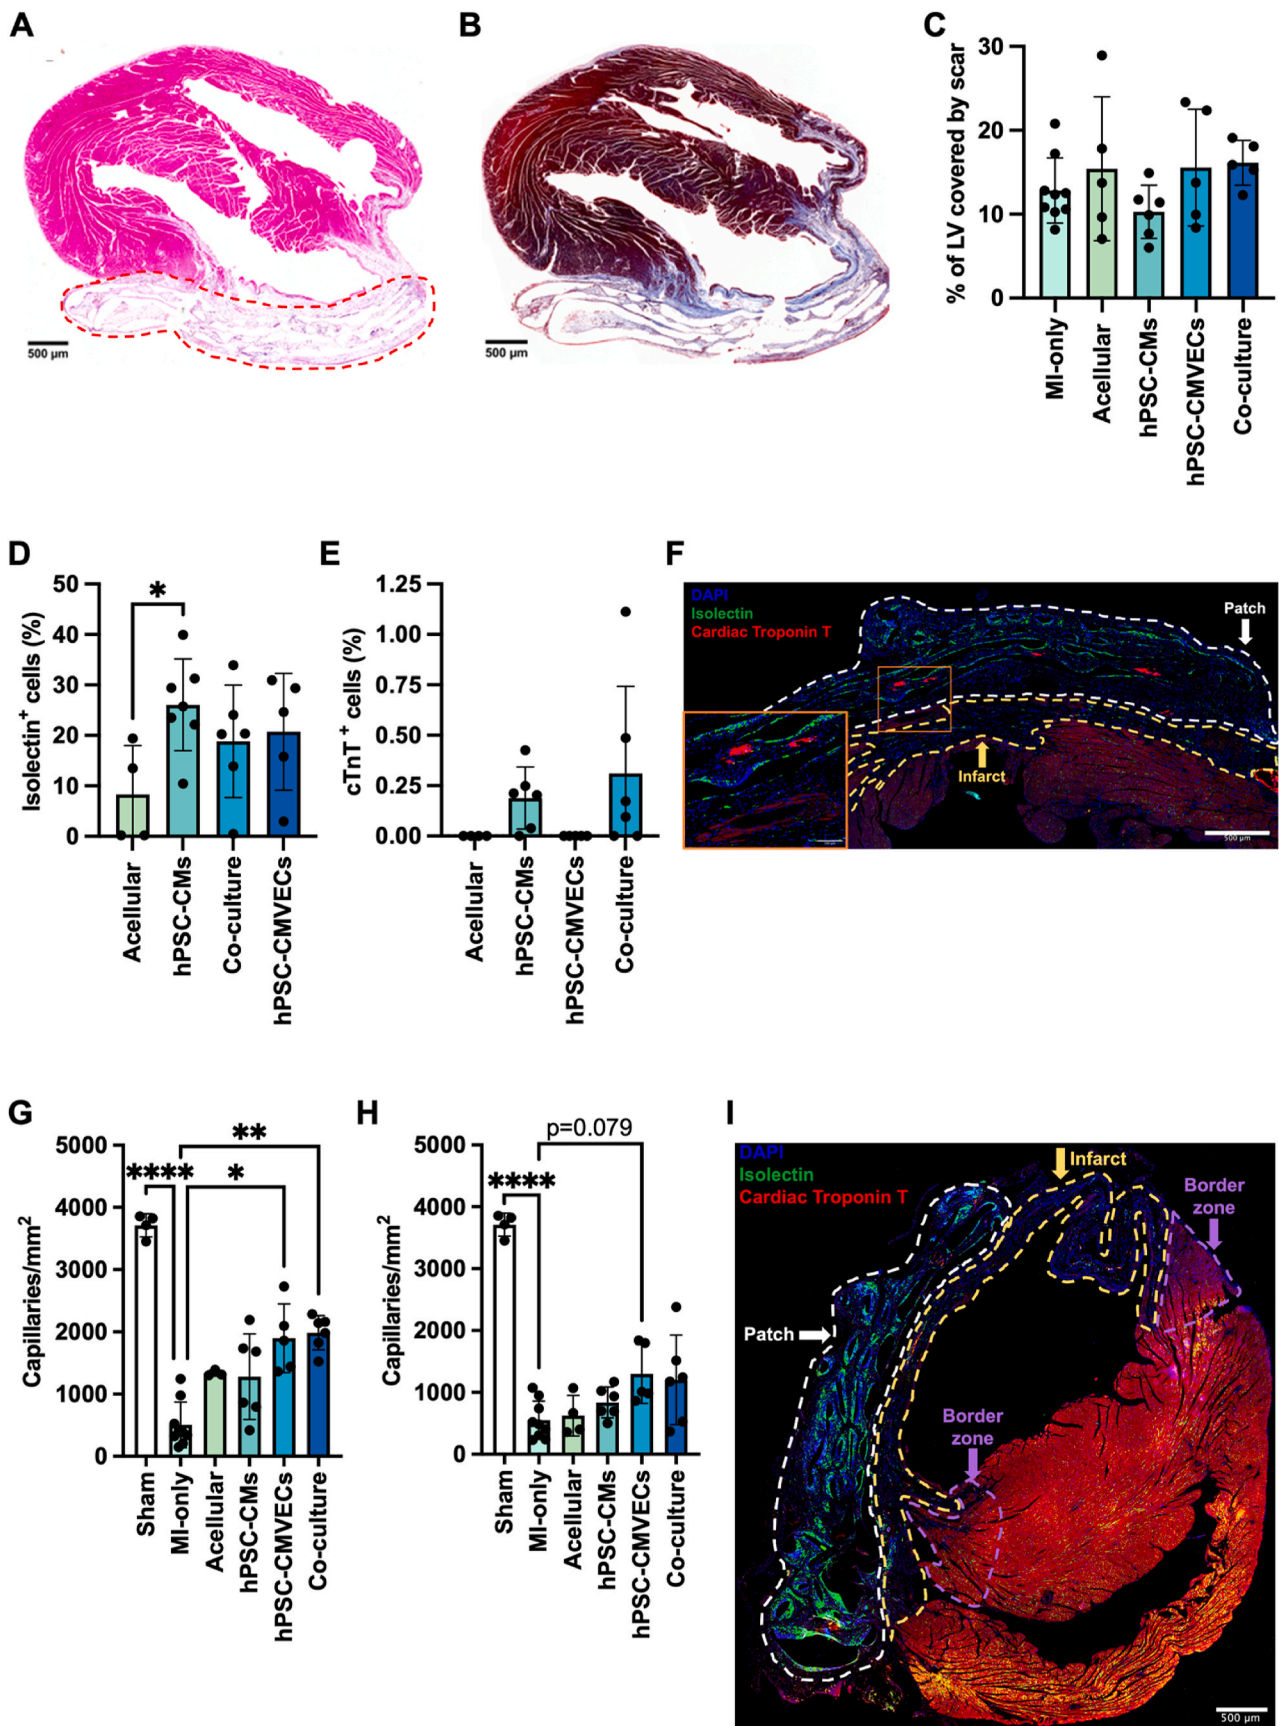 A
B
C
500 µm
500 µm
% of LV covered by scar
30
20
10
0
MI-only
Acellular
hPSC-CMs
hPSC-CMVECs
Co-culture
D
Isolectin+ cells (%)
50
40
30
20
10
0
*
Acellular
hPSC-CMs
Co-culture
hPSC-CMVECs
E
cTnT + cells (%)
1.25
1.00
0.75
0.50
0.25
0.00
Acellular
hPSC-CMs
hPSC-CMVECs
Co-culture
F
DAPI
Isolectin
Cardiac Troponin T
Patch
Infarct
500 µm
G
Capillaries/mm2
5000
4000
3000
2000
1000
0
**
****
*
Sham
MI-only
Acellular
hPSC-CMs
hPSC-CMVECs
Co-culture
H
Capillaries/mm2
5000
4000
3000
2000
1000
0
p=0.079
****
Sham
MI-only
Acellular
hPSC-CMs
hPSC-CMVECs
Co-culture
I
DAPI
Isolectin
Cardiac Troponin T
Infarct
Border
zone
Patch
Border
zone
500 µm